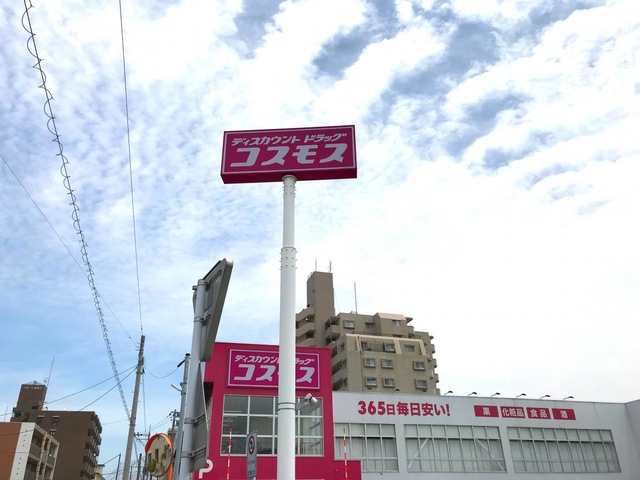 ディスカウント ドラッグ
コスモス
ディスカウントドラッグ
コスモス
365日毎日安い!
薬 化粧品 食品 酒
P